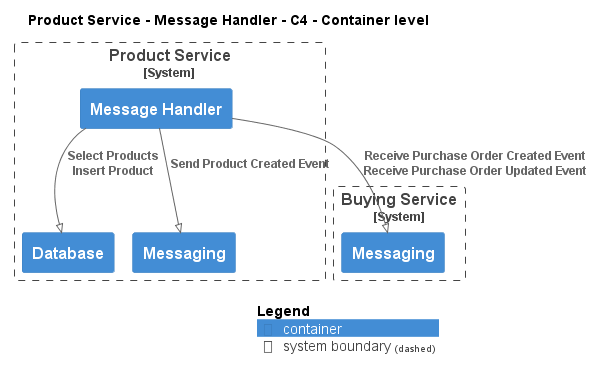 Product Service - Message Handler - C4 - Container level
Product Service
[System]
Message Handler
Select Products
Insert Product
Send Product Created Event
Receive Purchase Order Created Event
Receive Purchase Order Updated Event
Buying Service
[System]
Database
Messaging
Messaging
Legend
container
system boundary (dashed)